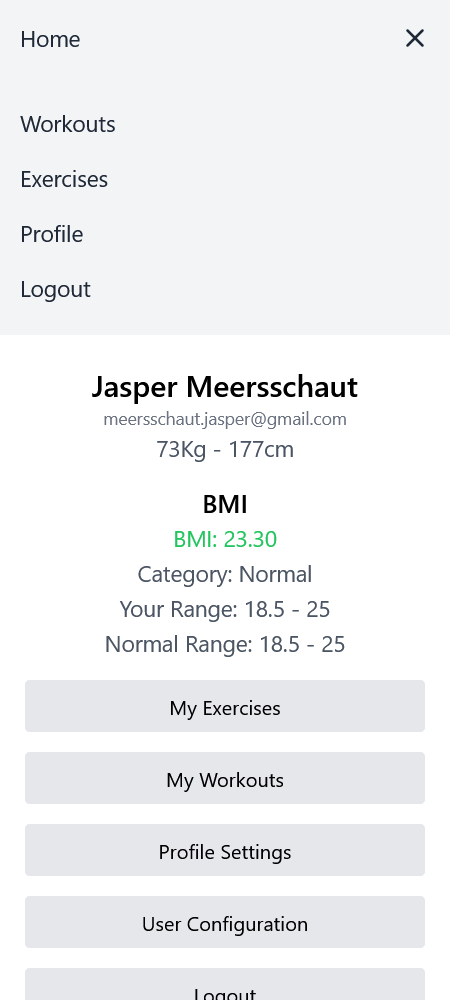 Home
Workouts
Exercises
Profile
Logout
Jasper Meersschaut
meersschaut.jasper@gmail.com
73Kg - 177cm
BMI
BMI: 23.30
Category: Normal
Your Range: 18.5 - 25
Normal Range: 18.5 - 25
My Exercises
My Workouts
Profile Settings
User Configuration
Logout